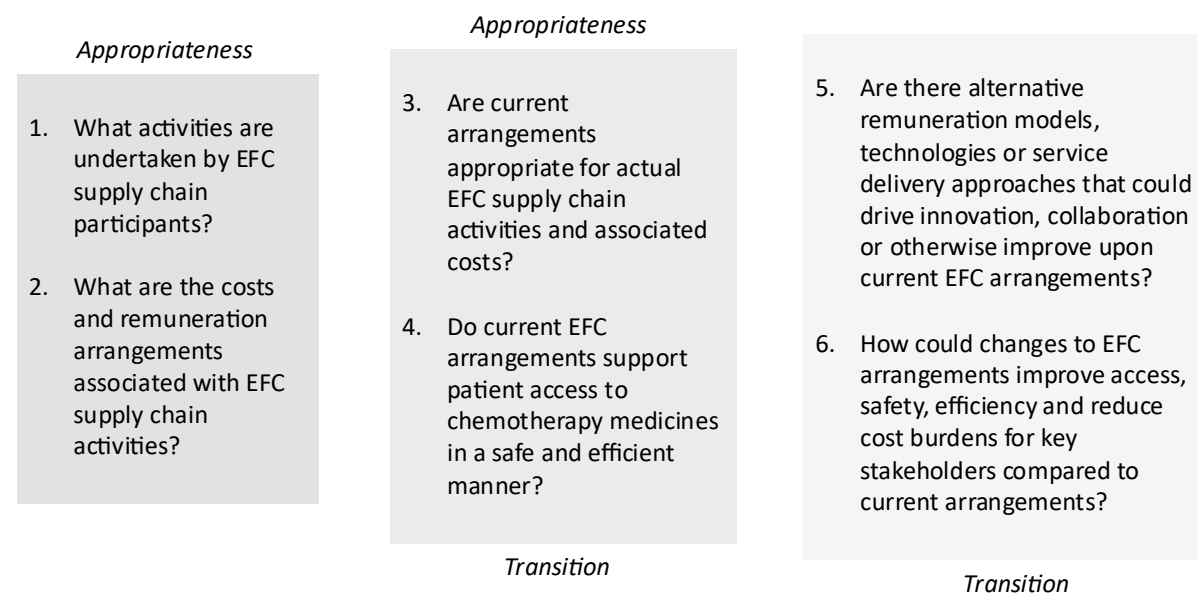 Appropriateness
1. What activities are
undertaken by EFC
supply chain
participants?
2. What are the costs
and remuneration
arrangements
associated with EFC
supply chain
activities?
Appropriateness
3. Are current
arrangements
appropriate for actual
EFC supply chain
activities and associated
costs?
4. Do current EFC
arrangements support
patient access to
chemotherapy medicines
in a safe and efficient
manner?
Transition
5. Are there alternative
remuneration models,
technologies or service
delivery approaches that could
drive innovation, collaboration
or otherwise improve upon
current EFC arrangements?
6. How could changes to EFC
arrangements improve access,
safety, efficiency and reduce
cost burdens for key
stakeholders compared to
current arrangements?
Transition